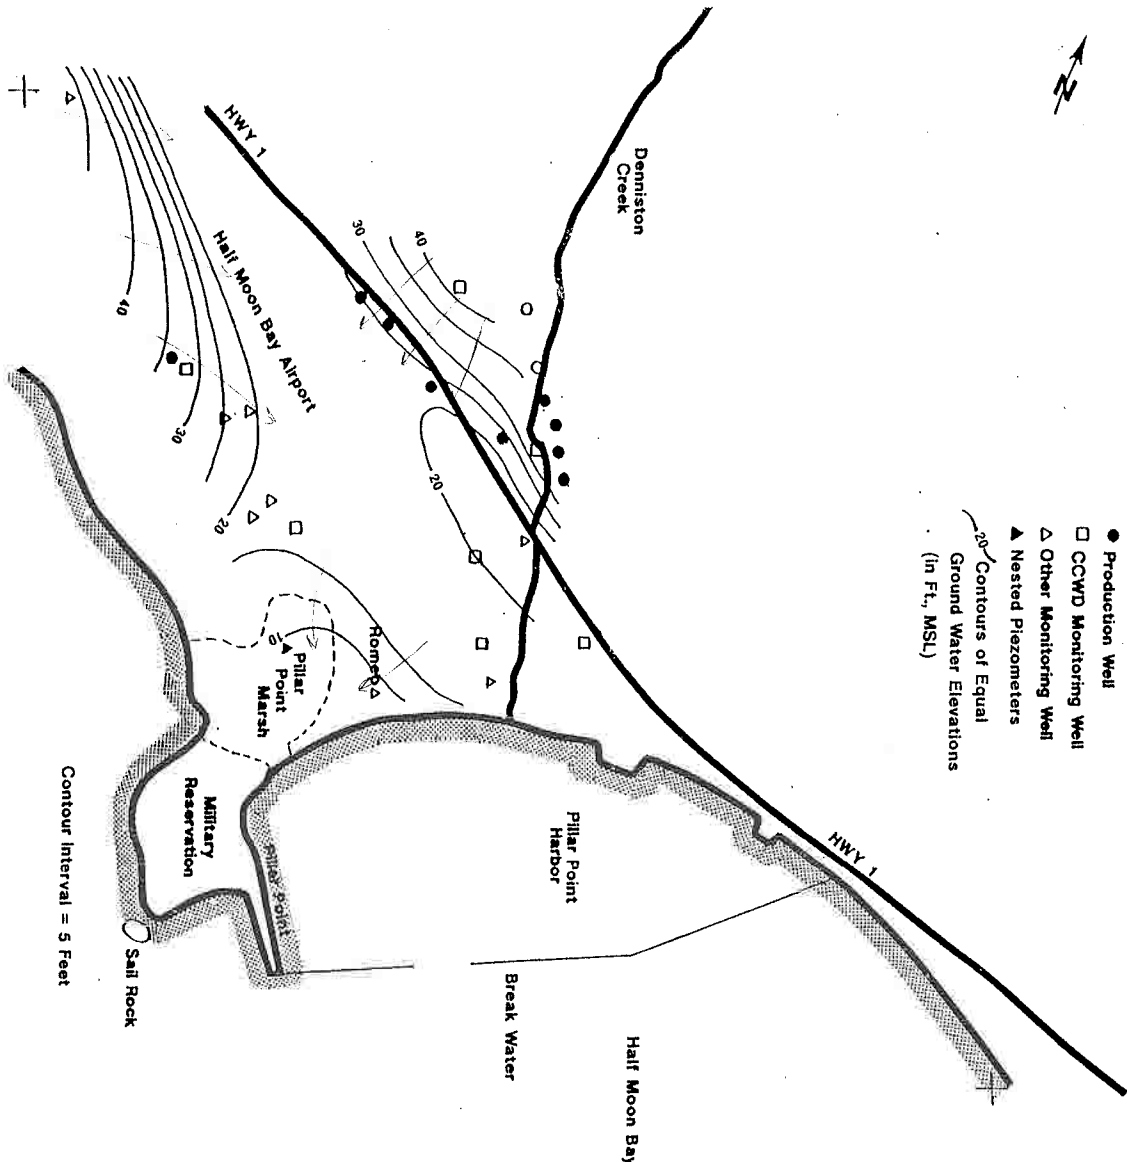 N
● Production Well
□ CCWD Monitoring Well
△ Other Monitoring Well
▲ Nested Piezometers
20 Contours of Equal
Ground Water Elevations
(in Ft., MSL)
HWY 1
Denniston
Creek
30
40
Half Moon Bay Airport
40
30
20
20
10
Romeo
Pillar
Point
Marsh
Military
Reservation
Pillar Point
Pillar Point
Harbor
HWY 1
Sail Rock
Break Water
Half Moon Bay
Contour Interval = 5 Feet